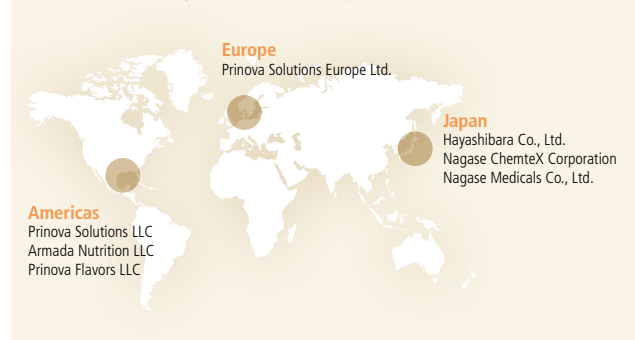 Europe
Prinova Solutions Europe Ltd.
Japan
Hayashibara Co., Ltd.
Nagase ChemteX Corporation
Nagase Medicals Co., Ltd.
Americas
Prinova Solutions LLC
Armada Nutrition LLC
Prinova Flavors LLC